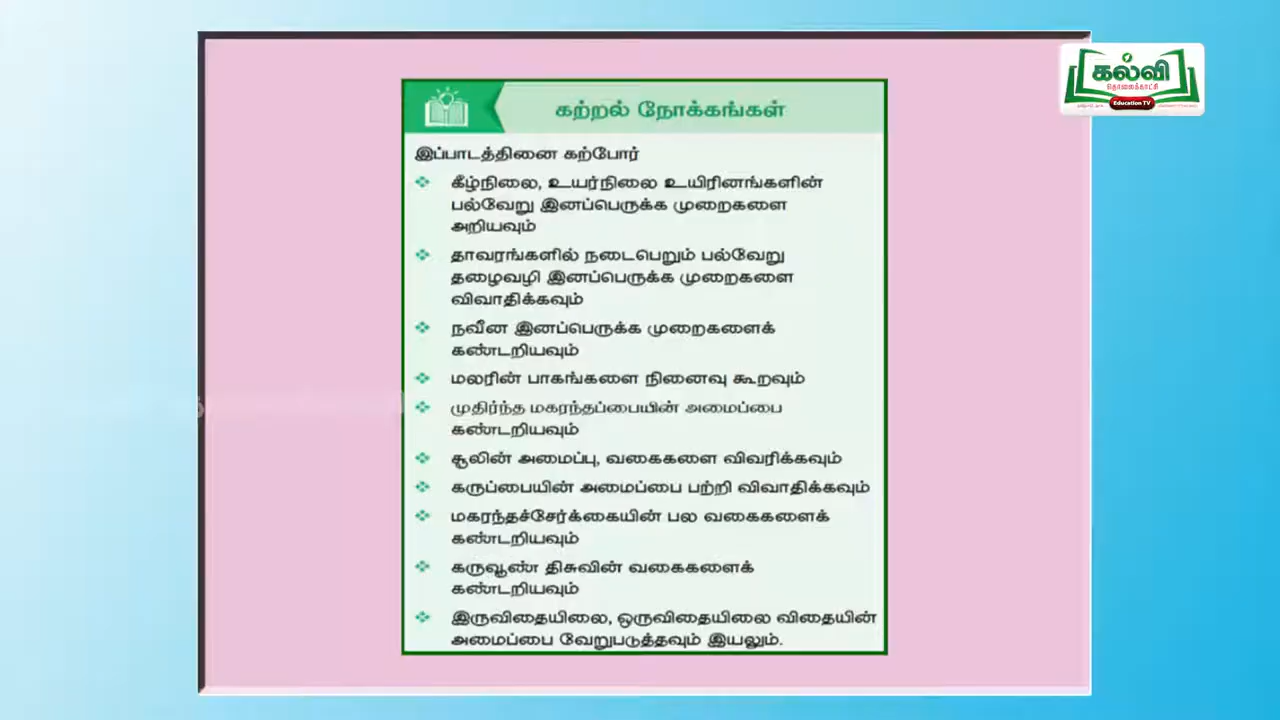 கல்வி
தொலைக்காட்சி
Education TV
கற்றல் நோக்கங்கள்
இப்பாடத்தினை கற்போர்
❖ கீழ்நிலை, உயர்நிலை உயிரினங்களின்
பல்வேறு இனப்பெருக்க முறைகளை
அறியவும்
❖ தாவரங்களில் நடைபெறும் பல்வேறு
தழைவழி இனப்பெருக்க முறைகளை
விவாதிக்கவும்
❖ நவீன இனப்பெருக்க முறைகளைக்
கண்டறியவும்
❖ மலரின் பாகங்களை நினைவு கூறவும்
❖ முதிர்ந்த மகரந்தப்பையின் அமைப்பை
கண்டறியவும்
❖ சூலின் அமைப்பு, வகைகளை விவரிக்கவும்
❖ கருப்பையின் அமைப்பை பற்றி விவாதிக்கவும்
❖ மகரந்தச்சேர்க்கையின் பல வகைகளைக்
கண்டறியவும்
❖ கருவூண் திசுவின் வகைகளைக்
கண்டறியவும்
❖ இருவிதையிலை, ஒருவிதையிலை விதையின்
அமைப்பை வேறுபடுத்தவும் இயலும்.